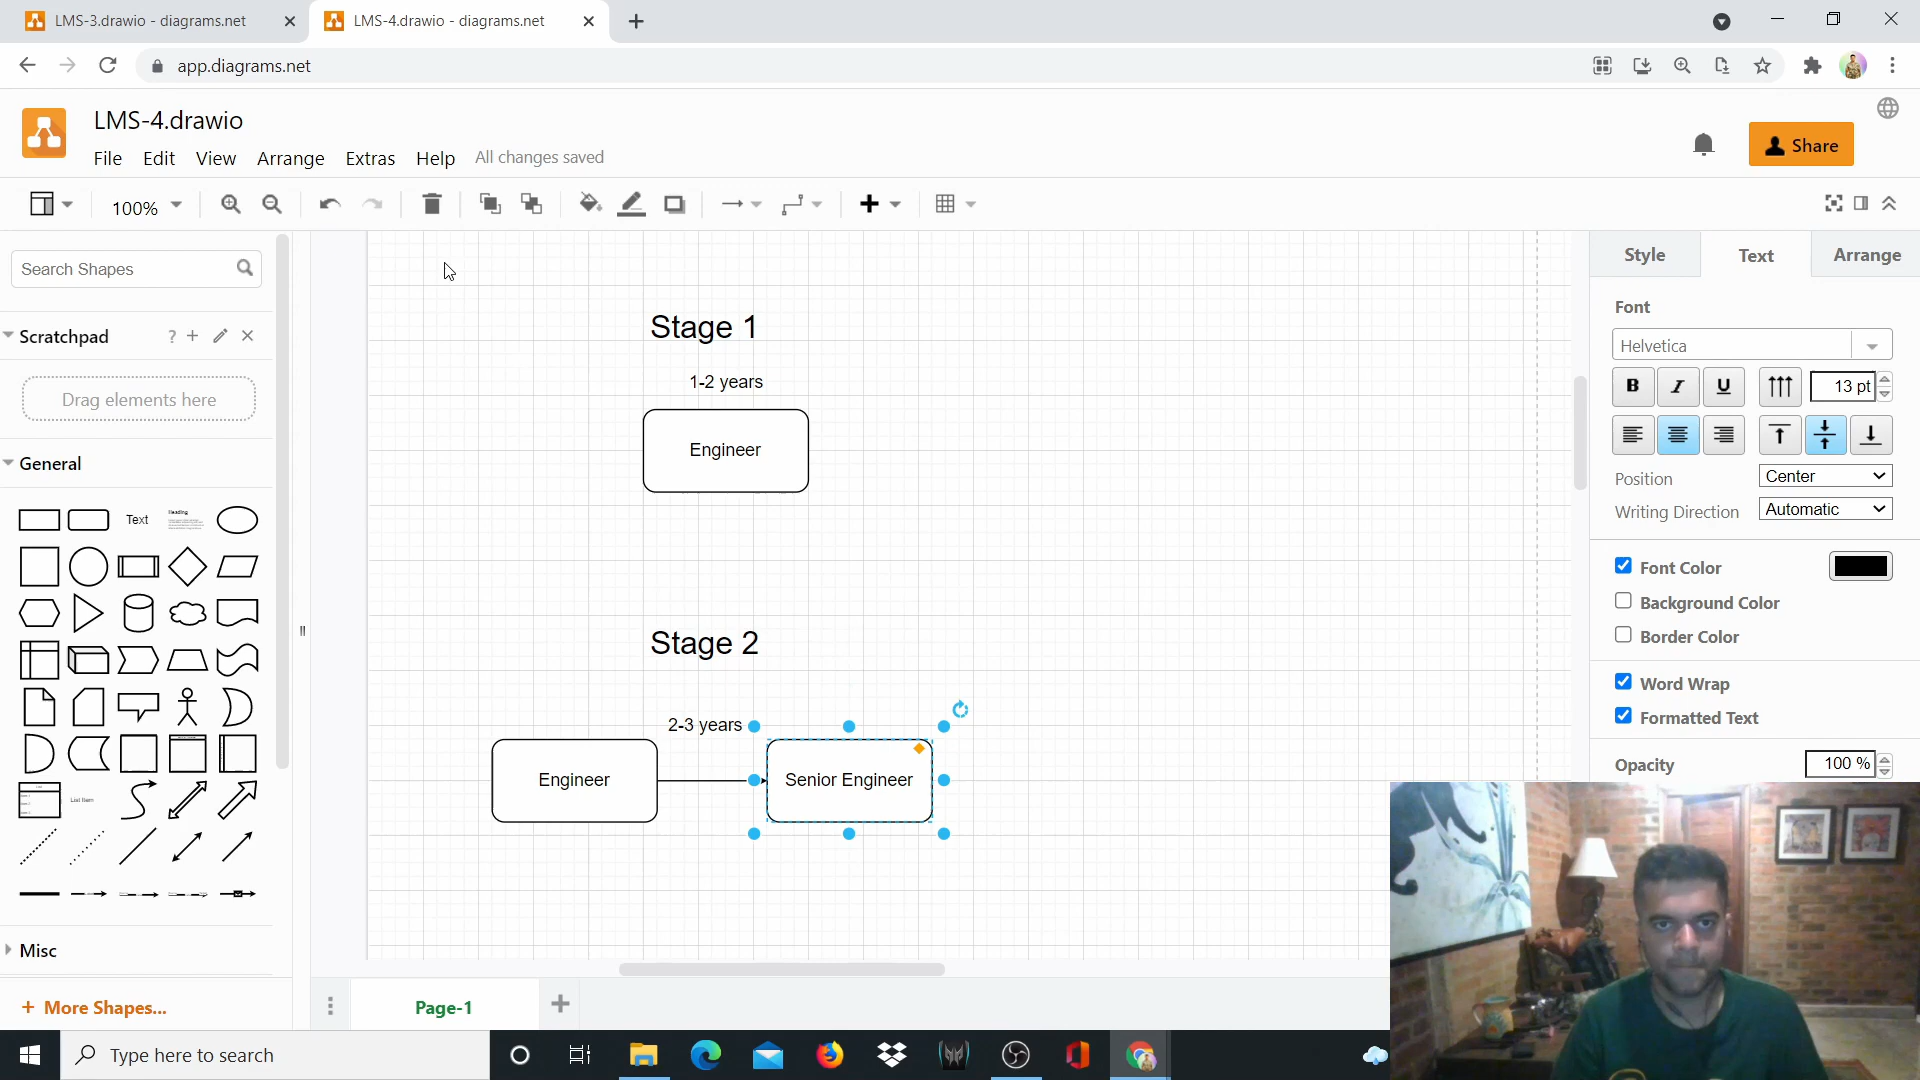 LMS-3.drawio - diagrams.net
LMS-4.drawio - diagrams.net
app.diagrams.net
LMS-4.drawio
File Edit View Arrange Extras Help All changes saved
Share
100%
Search Shapes
Scratchpad
?
Drag elements here
General
Text
Heading
List Item
Misc
+ More Shapes...
Stage 1
1-2 years
Engineer
Stage 2
2-3 years
Engineer
Senior Engineer
Page-1
Style
Text
Arrange
Font
Helvetica
B I U
13 pt
Position
Center
Writing Direction
Automatic
Font Color
Background Color
Border Color
Word Wrap
Formatted Text
Opacity
100 %
Type here to search